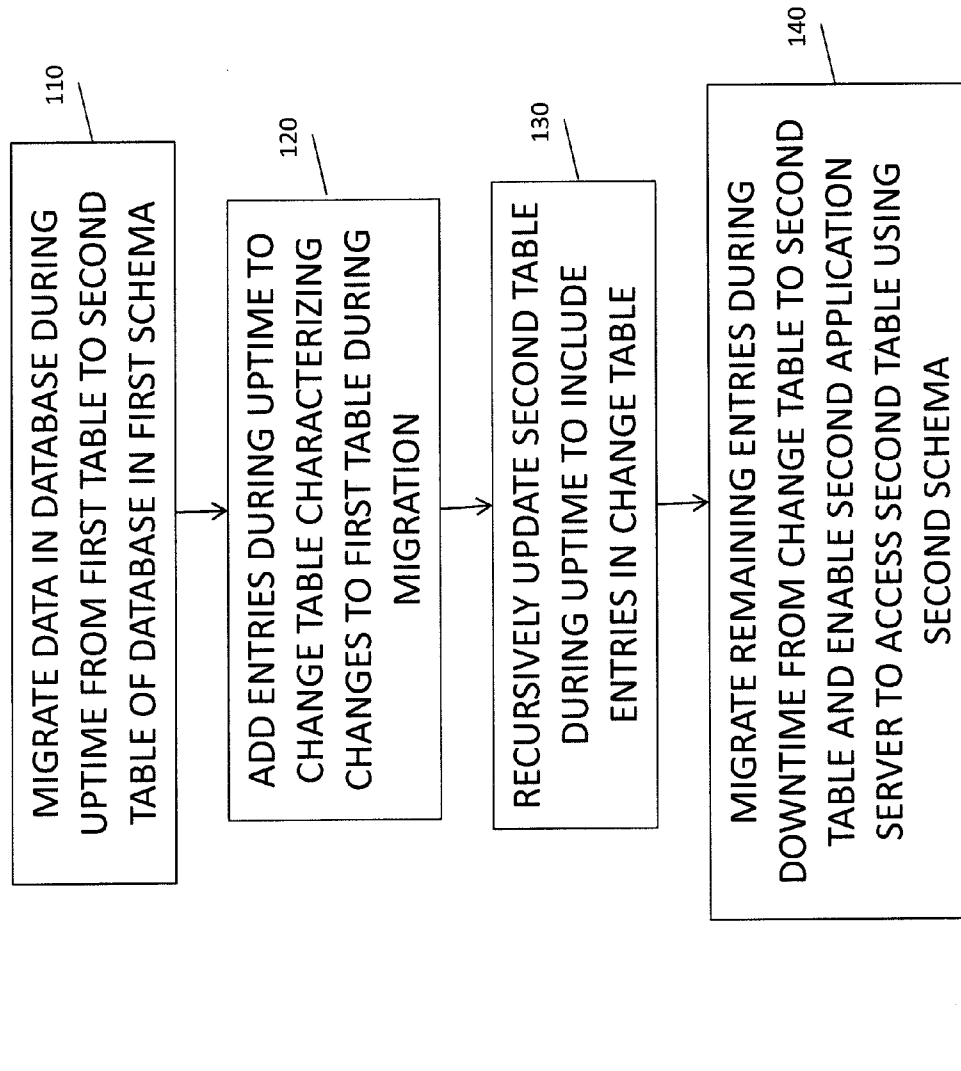 110
MIGRATE DATA IN DATABASE DURING
UPTIME FROM FIRST TABLE TO SECOND
TABLE OF DATABASE IN FIRST SCHEMA
120
ADD ENTRIES DURING UPTIME TO
CHANGE TABLE CHARACTERIZING
CHANGES TO FIRST TABLE DURING
MIGRATION
130
RECURSIVELY UPDATE SECOND TABLE
DURING UPTIME TO INCLUDE
ENTRIES IN CHANGE TABLE
140
MIGRATE REMAINING ENTRIES DURING
DOWNTIME FROM CHANGE TABLE TO SECOND
TABLE AND ENABLE SECOND APPLICATION
SERVER TO ACCESS SECOND TABLE USING
SECOND SCHEMA